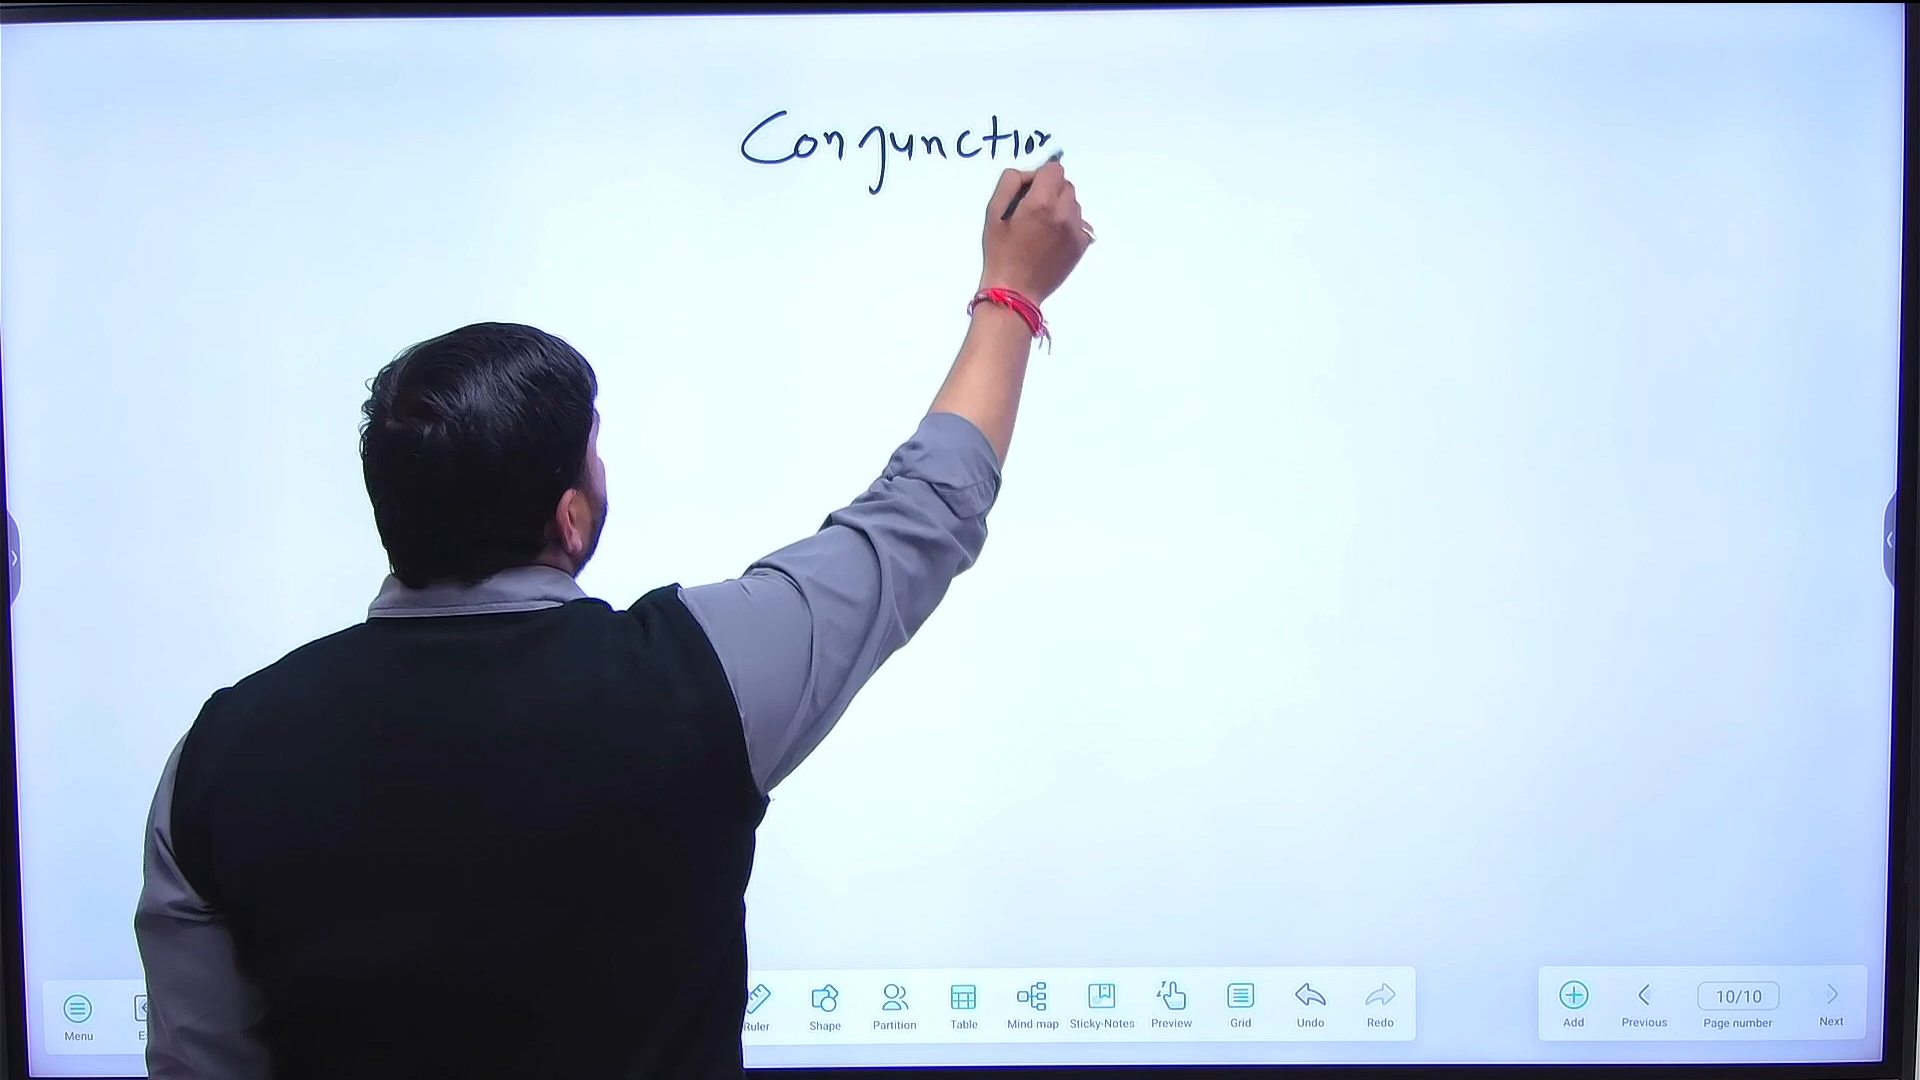 Conjunction
Menu
Ruler Shape Partition Table Mind map Sticky-Notes Preview Grid Undo Redo
Add Previous 10/10 Page number Next